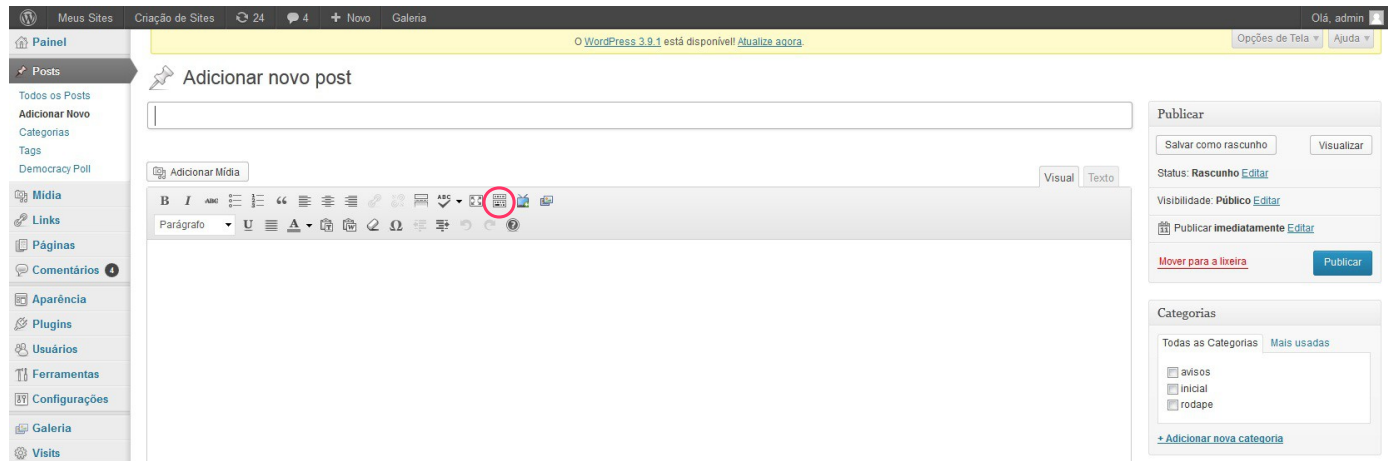 Meus Sites Criação de Sites 24 4 + Novo Galeria Olá, admin
O WordPress 3.9.1 está disponível! Atualize agora.
Opções de Tela Ajuda
Painel
Posts
Todos os Posts
Adicionar Novo
Categorias
Tags
Democracy Poll
Mídia
Links
Páginas
Comentários 4
Aparência
Plugins
Usuários
Ferramentas
Configurações
Galeria
Visits
Adicionar novo post
Adicionar Mídia
Visual Texto
B I ABC ABC
Parágrafo U A Ω
Publicar
Salvar como rascunho Visualizar
Status: Rascunho Editar
Visibilidade: Público Editar
Publicar imediatamente Editar
Mover para a lixeira Publicar
Categorias
Todas as Categorias Mais usadas
avisos
inicial
rodape
+ Adicionar nova categoria